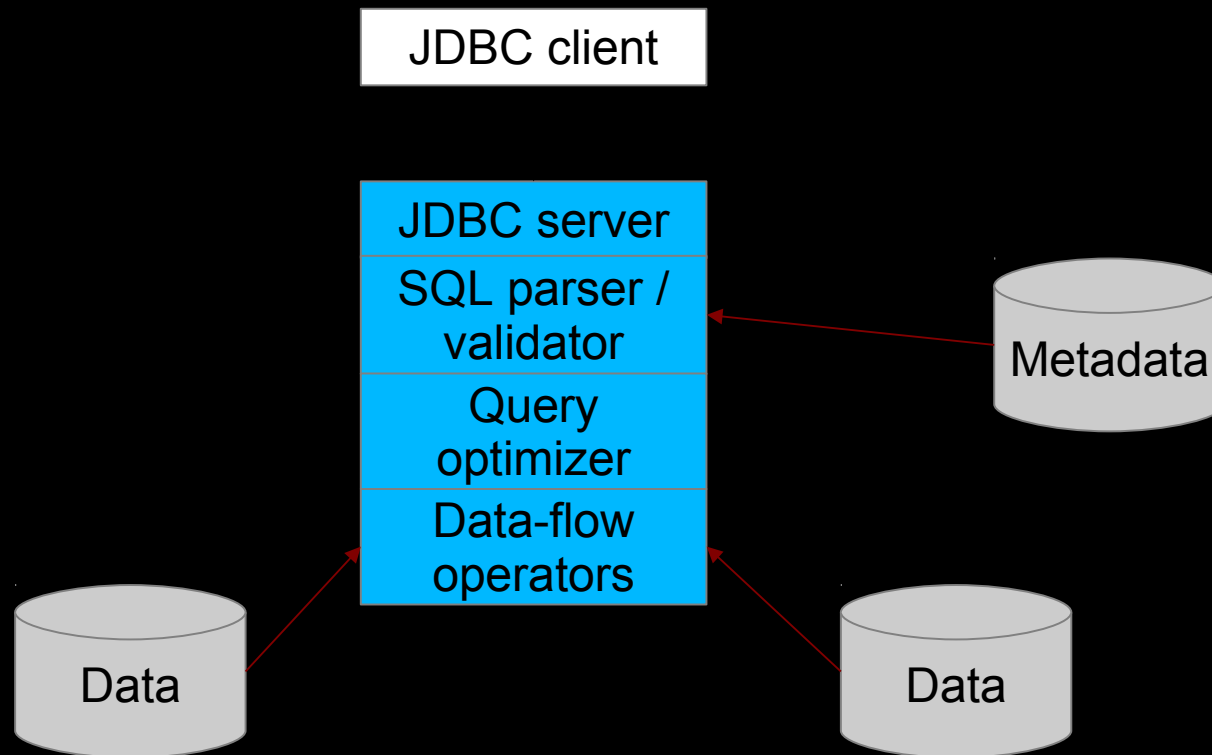 JDBC client
JDBC server
SQL parser /
validator
Metadata
Query
optimizer
Data-flow
operators
Data
Data